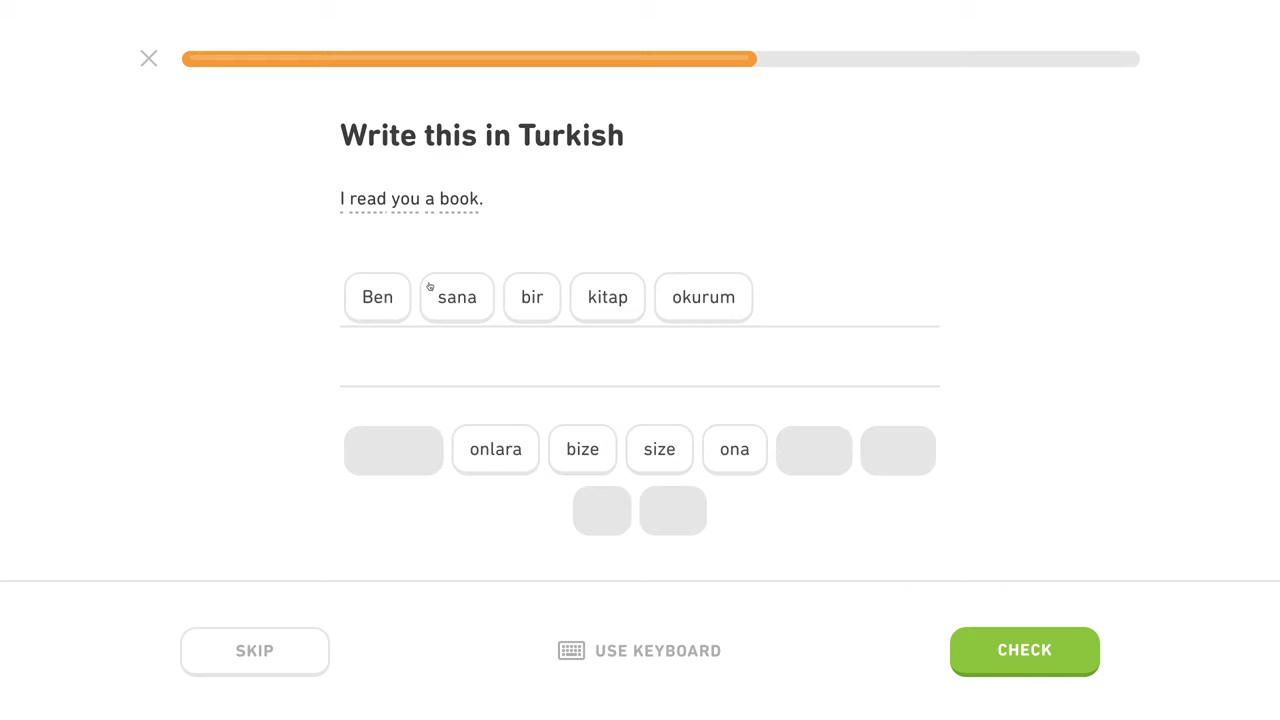 Write this in Turkish
I read you a book.
Ben sana bir kitap okurum
onlara bize size ona
SKIP USE KEYBOARD CHECK